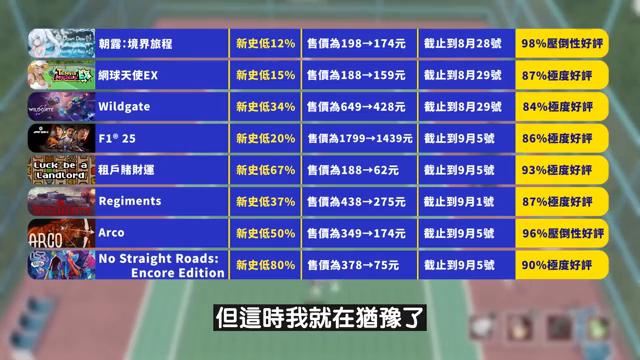 朝露：境界旅程 新史低12% 售價為198→174元 截止到8月28號 98%壓倒性好評
網球天使EX 新史低15% 售價為188→159元 截止到8月29號 87%極度好評
WILDGATE Wildgate 新史低34% 售價為649→428元 截止到8月29號 84%極度好評
F1® 25 新史低20% 售價為1799→1439元 截止到9月5號 86%極度好評
Luck be a Landlord 租戶賭財運 新史低67% 售價為188→62元 截止到9月5號 93%極度好評
Regiments 新史低37% 售價為438→275元 截止到9月1號 87%極度好評
ARCO Arco 新史低50% 售價為349→174元 截止到9月5號 96%壓倒性好評
No Straight Roads:
Encore Edition 新史低80% 售價為378→75元 截止到9月5號 90%極度好評
但這時我就在猶豫了